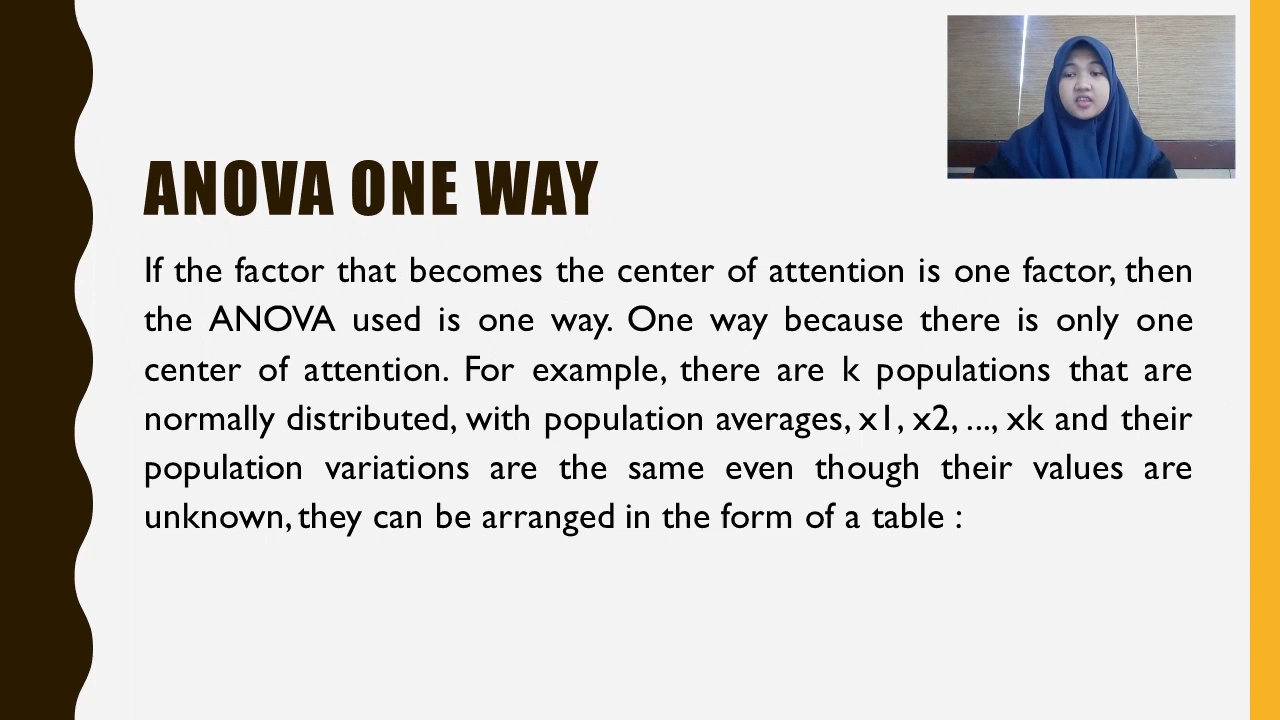 ANOVA ONE WAY
If the factor that becomes the center of attention is one factor, then
the ANOVA used is one way. One way because there is only one
center of attention. For example, there are k populations that are
normally distributed, with population averages, x1, x2, ..., xk and their
population variations are the same even though their values are
unknown, they can be arranged in the form of a table :